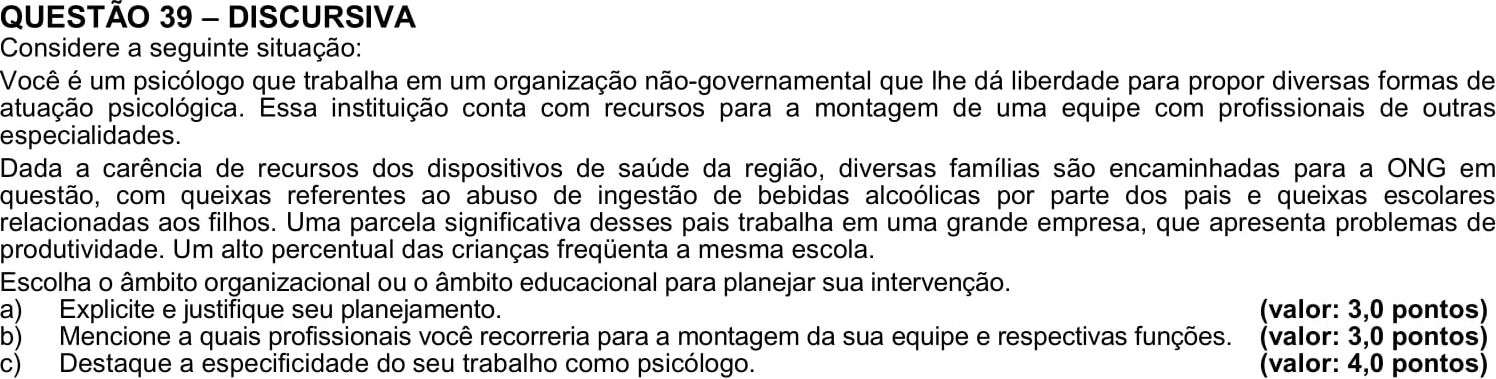 QUESTÃO 39 – DISCURSIVA
Considere a seguinte situação:
Você é um psicólogo que trabalha em um organização não-governamental que lhe dá liberdade para propor diversas formas de
atuação psicológica. Essa instituição conta com recursos para a montagem de uma equipe com profissionais de outras
especialidades.
Dada a carência de recursos dos dispositivos de saúde da região, diversas famílias são encaminhadas para a ONG em
questão, com queixas referentes ao abuso de ingestão de bebidas alcoólicas por parte dos pais e queixas escolares
relacionadas aos filhos. Uma parcela significativa desses pais trabalha em uma grande empresa, que apresenta problemas de
produtividade. Um alto percentual das crianças freqüenta a mesma escola.
Escolha o âmbito organizacional ou o âmbito educacional para planejar sua intervenção.
a) Explicite e justifique seu planejamento. (valor: 3,0 pontos)
b) Mencione a quais profissionais você recorreria para a montagem da sua equipe e respectivas funções. (valor: 3,0 pontos)
c) Destaque a especificidade do seu trabalho como psicólogo. (valor: 4,0 pontos)